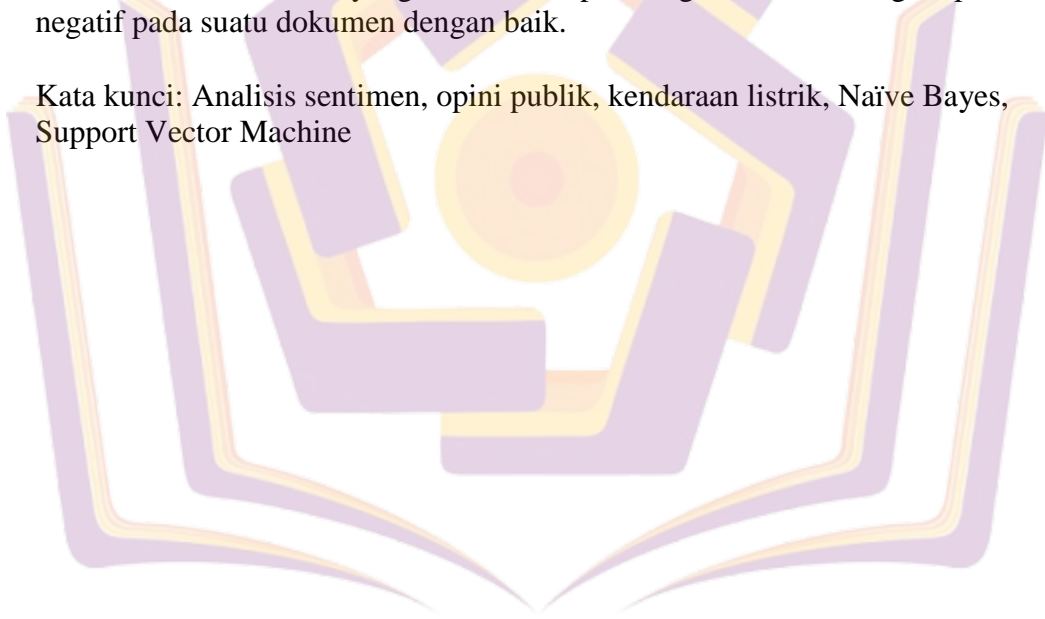 negatif pada suatu dokumen dengan baik.
Kata kunci: Analisis sentimen, opini publik, kendaraan listrik, Naïve Bayes,
Support Vector Machine